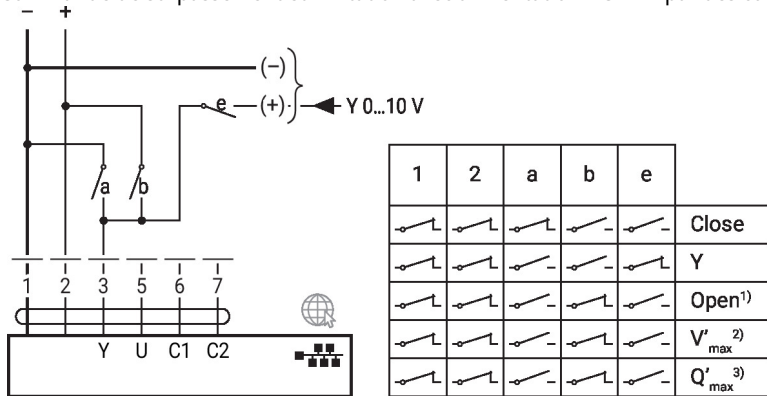 − +
(−)
e (+) Y 0...10 V
a b
1 2 3 5 6 7
Y U C1 C2
1 2 a b e
Close
Y
Open¹⁾
V'max²⁾
Q'max³⁾